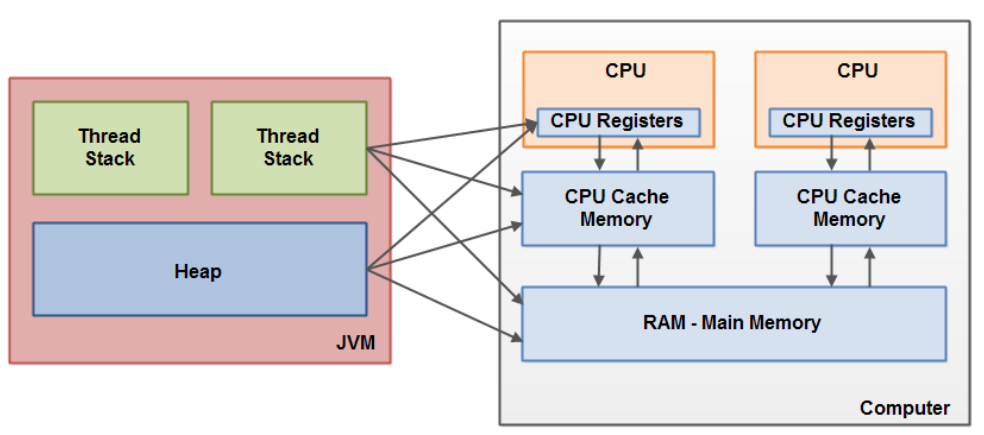 Thread
Stack
Thread
Stack
Heap
JVM
CPU
CPU Registers
CPU Cache
Memory
CPU
CPU Registers
CPU Cache
Memory
RAM - Main Memory
Computer